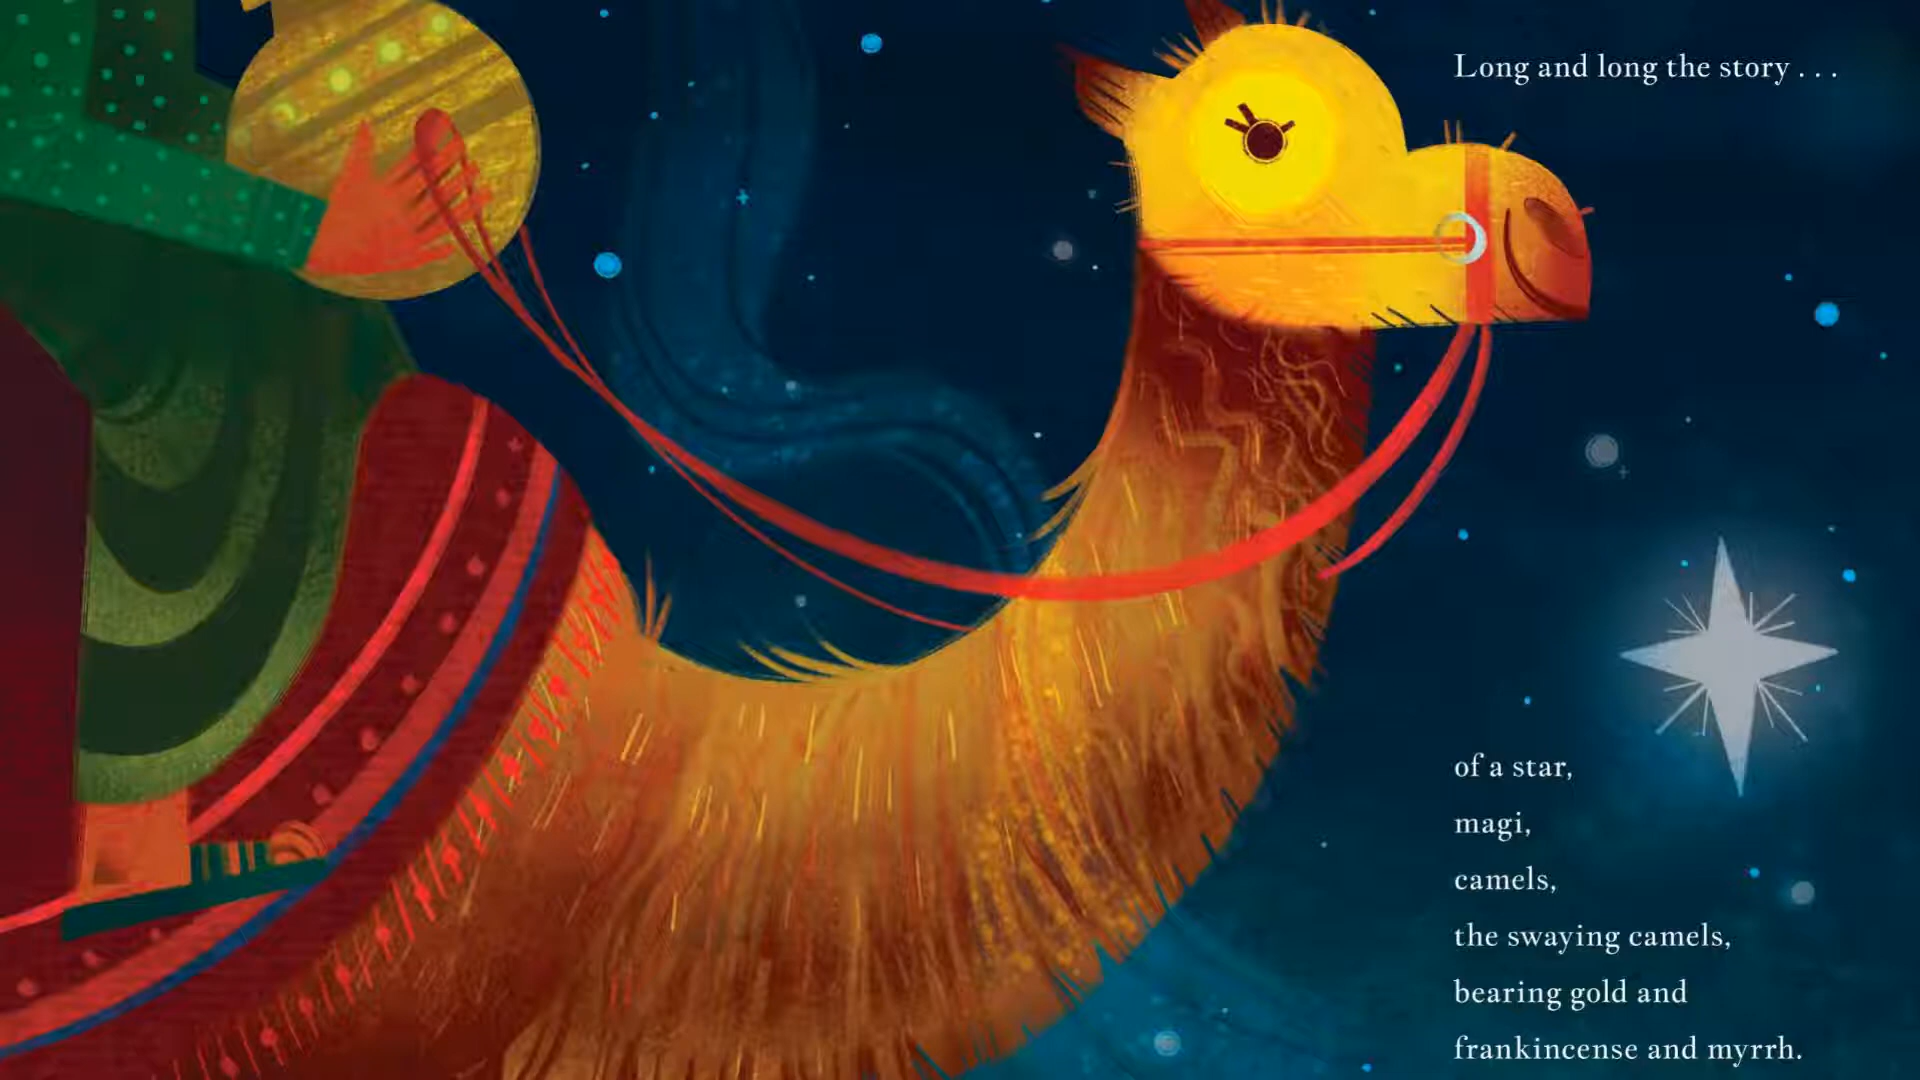 Long and long the story . . .
of a star,
magi,
camels,
the swaying camels,
bearing gold and
frankincense and myrrh.